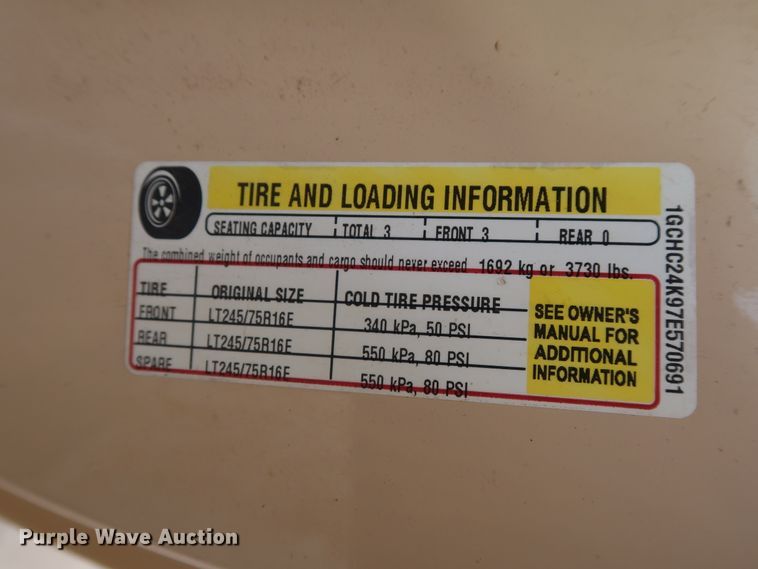 TIRE AND LOADING INFORMATION
SEATING CAPACITY TOTAL 3 FRONT 3 REAR 0
The combined weight of occupants and cargo should never exceed 1692 kg or 3730 lbs.
TIRE ORIGINAL SIZE COLD TIRE PRESSURE
FRONT LT245/75R16E 340 kPa, 50 PSI
REAR LT245/75R16E 550 kPa, 80 PSI
SPARE LT245/75R16E 550 kPa, 80 PSI
SEE OWNER'S
MANUAL FOR
ADDITIONAL
INFORMATION
1GCHC24K97E570691
Purple Wave Auction